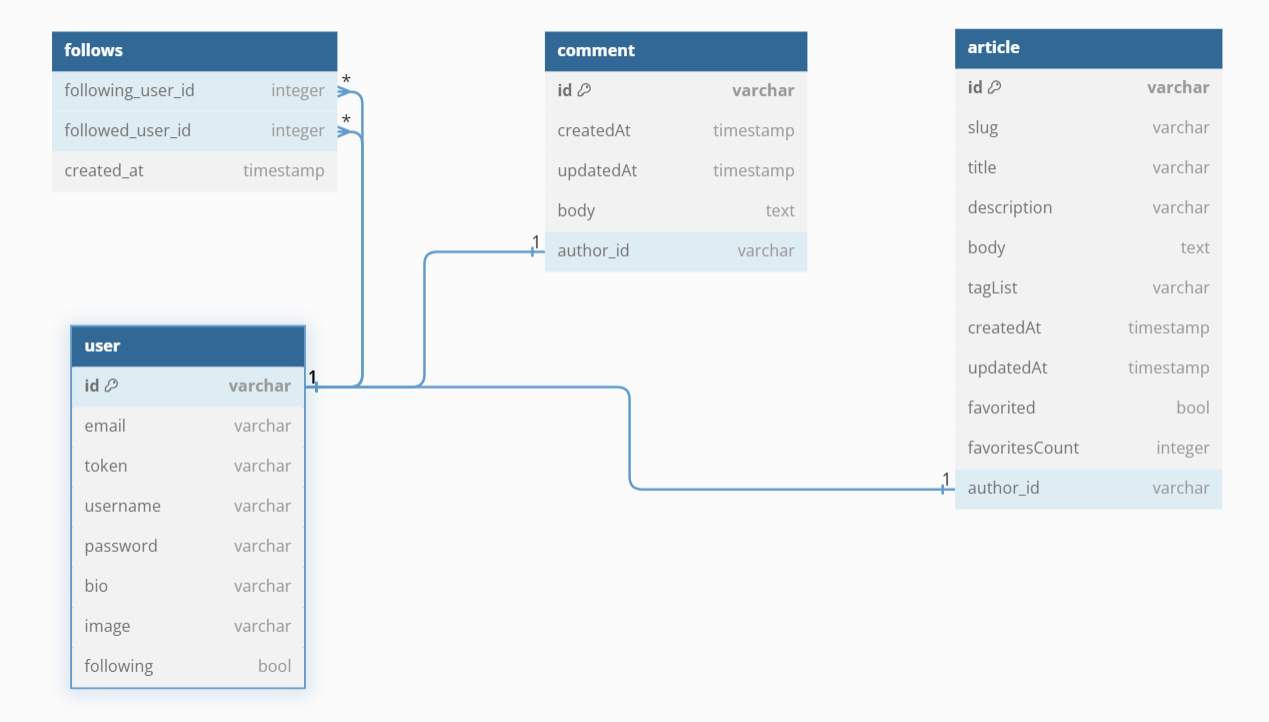 follows
following_user_id integer
followed_user_id integer
created_at timestamp
*
*
comment
id varchar
createdAt timestamp
updatedAt timestamp
body text
author_id varchar
1
article
id varchar
slug varchar
title varchar
description varchar
body text
tagList varchar
createdAt timestamp
updatedAt timestamp
favorited bool
favoritesCount integer
author_id varchar
1
user
id varchar
email varchar
token varchar
username varchar
password varchar
bio varchar
image varchar
following bool
1